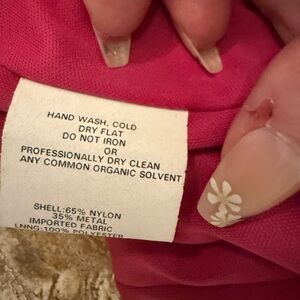 HAND WASH, COLD
DRY FLAT
DO NOT IRON
OR
PROFESSIONALLY DRY CLEAN
ANY COMMON ORGANIC SOLVENT
SHELL:65% NYLON
35% METAL
IMPORTED FABRIC
LNNG:100% POLYESTER